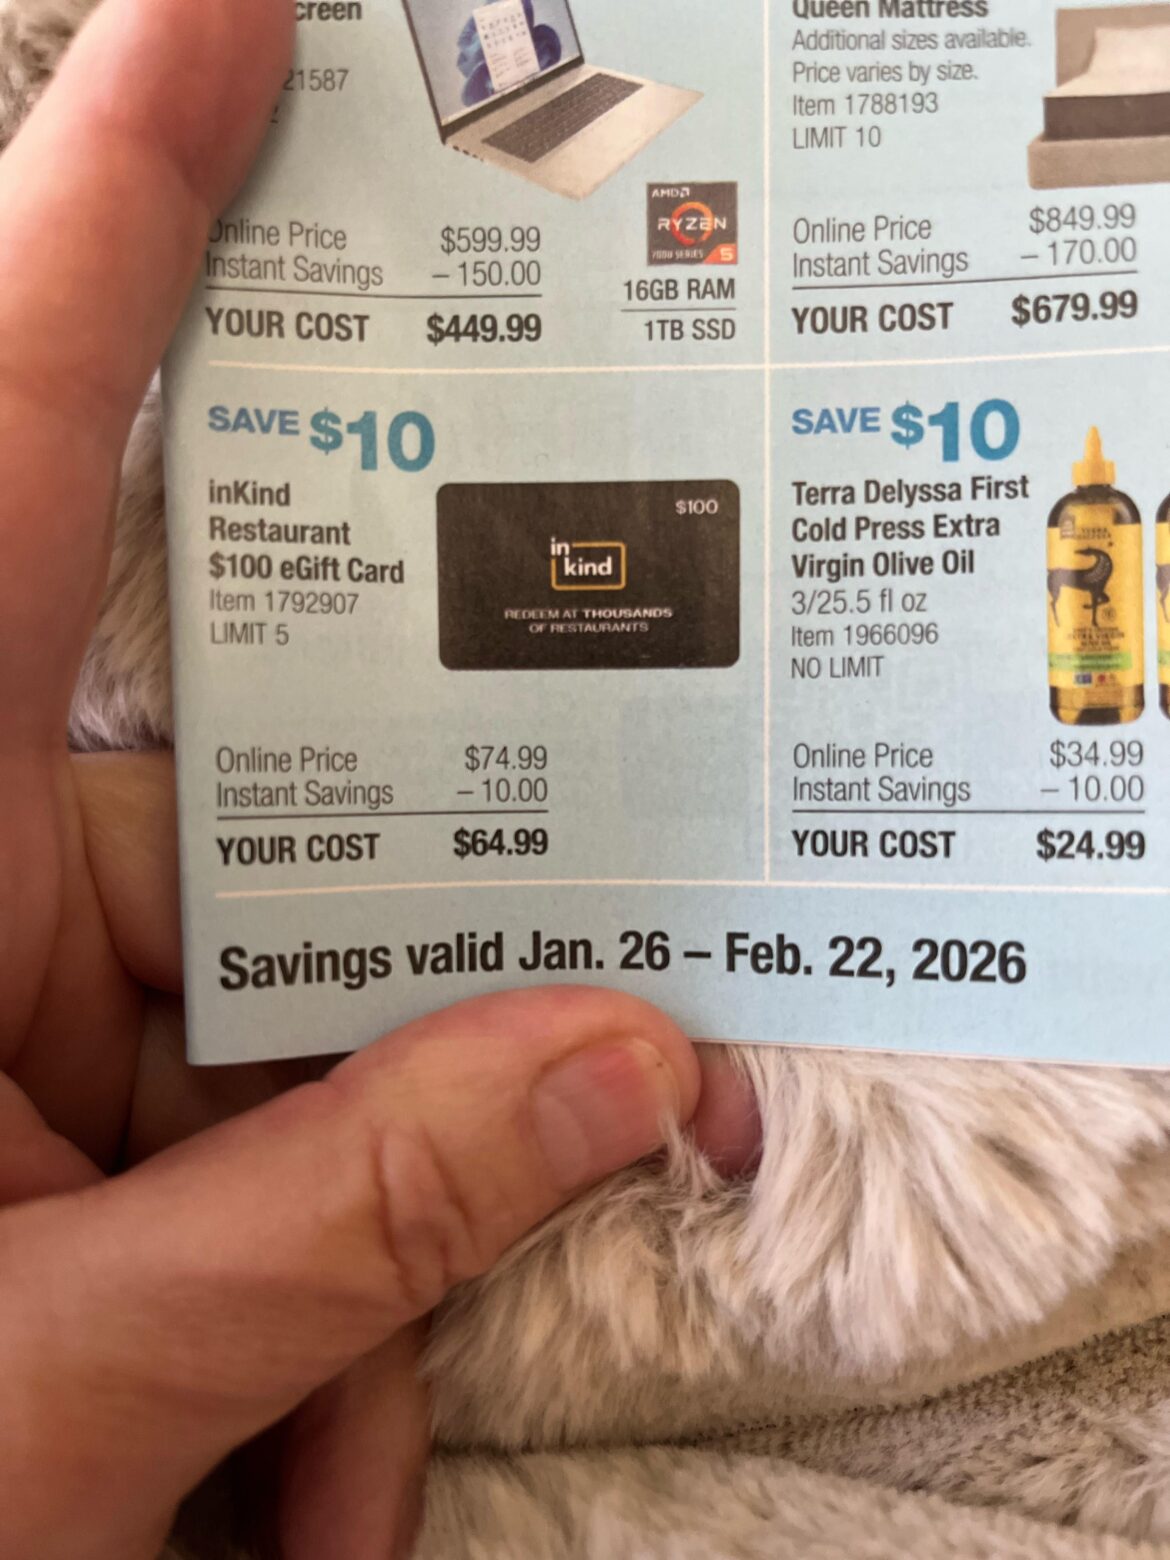 creen
21587
2
AMD
RYZEN
7000 SERIES 5
Online Price $599.99
Instant Savings – 150.00
YOUR COST $449.99
16GB RAM
1TB SSD
Queen Mattress
Additional sizes available.
Price varies by size.
Item 1788193
LIMIT 10
Online Price $849.99
Instant Savings – 170.00
YOUR COST $679.99
SAVE $10
inKind
Restaurant
$100 eGift Card
Item 1792907
LIMIT 5
$100
in
kind
REDEEM AT THOUSANDS
OF RESTAURANTS
Online Price $74.99
Instant Savings – 10.00
YOUR COST $64.99
SAVE $10
Terra Delyssa First
Cold Press Extra
Virgin Olive Oil
3/25.5 fl oz
Item 1966096
NO LIMIT
TERRA
EXTRA VIRGIN
Online Price $34.99
Instant Savings – 10.00
YOUR COST $24.99
Savings valid Jan. 26 – Feb. 22, 2026